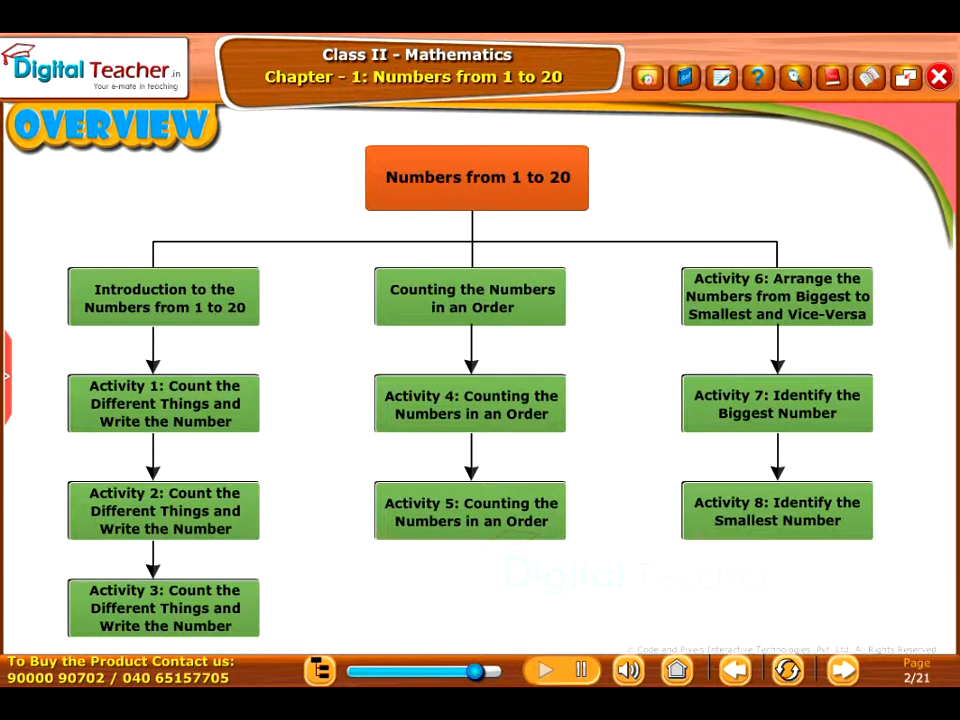 Digital Teacher.in
Your e-mate in teaching
Class II - Mathematics
Chapter - 1: Numbers from 1 to 20
OVERVIEW
Numbers from 1 to 20
Introduction to the
Numbers from 1 to 20
Activity 1: Count the
Different Things and
Write the Number
Activity 2: Count the
Different Things and
Write the Number
Activity 3: Count the
Different Things and
Write the Number
Counting the Numbers
in an Order
Activity 4: Counting the
Numbers in an Order
Activity 5: Counting the
Numbers in an Order
Activity 6: Arrange the
Numbers from Biggest to
Smallest and Vice-Versa
Activity 7: Identify the
Biggest Number
Activity 8: Identify the
Smallest Number
Digital Teacher
© Code and Pixels Interactive Technologies. Pvt. Ltd. All Rights Reserved
To Buy the Product Contact us:
90000 90702 / 040 65157705
Page
2/21